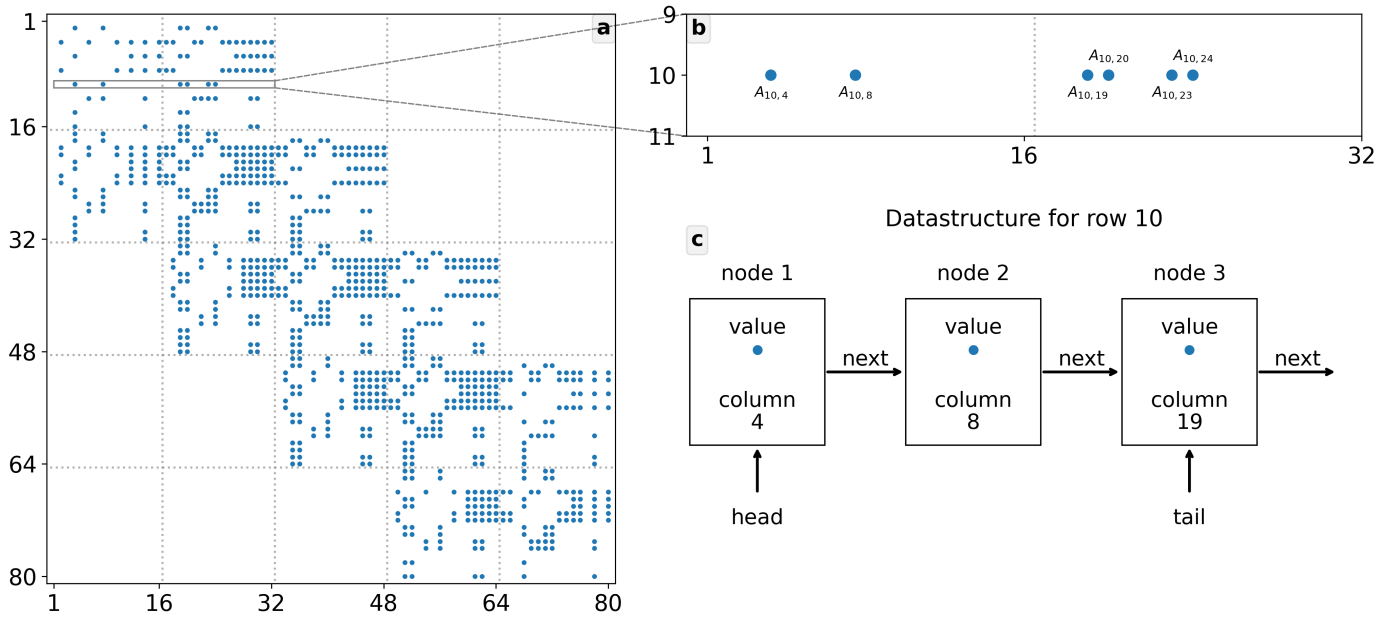 a
1
16
32
48
64
80
1 16 32 48 64 80
b
9
10
11
A10,20 A10,24
A10,4 A10,8 A10,19 A10,23
1 16 32
Datastructure for row 10
c
node 1 node 2 node 3
value value value
next next next
column column column
4 8 19
head tail